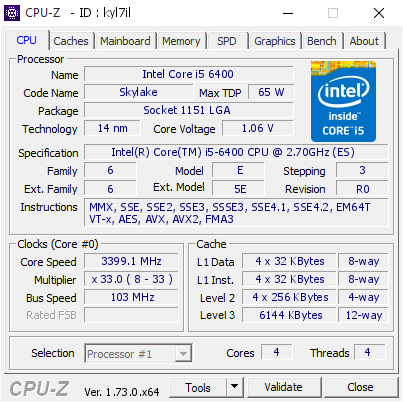 CPU-Z - ID : kyl7il
CPU Caches Mainboard Memory SPD Graphics Bench About
Processor
Name Intel Core i5 6400
Code Name Skylake Max TDP 65 W
Package Socket 1151 LGA
Technology 14 nm Core Voltage 1.06 V
intel
inside™
CORE™ i5
Specification Intel(R) Core(TM) i5-6400 CPU @ 2.70GHz (ES)
Family 6 Model E Stepping 3
Ext. Family 6 Ext. Model 5E Revision R0
Instructions MMX, SSE, SSE2, SSE3, SSSE3, SSE4.1, SSE4.2, EM64T
VT-x, AES, AVX, AVX2, FMA3
Clocks (Core #0)
Core Speed 3399.1 MHz
Multiplier x 33.0 ( 8 - 33 )
Bus Speed 103 MHz
Rated FSB
Cache
L1 Data 4 x 32 KBytes 8-way
L1 Inst. 4 x 32 KBytes 8-way
Level 2 4 x 256 KBytes 4-way
Level 3 6144 KBytes 12-way
Selection Processor #1 Cores 4 Threads 4
CPU-Z Ver. 1.73.0.x64 Tools Validate Close